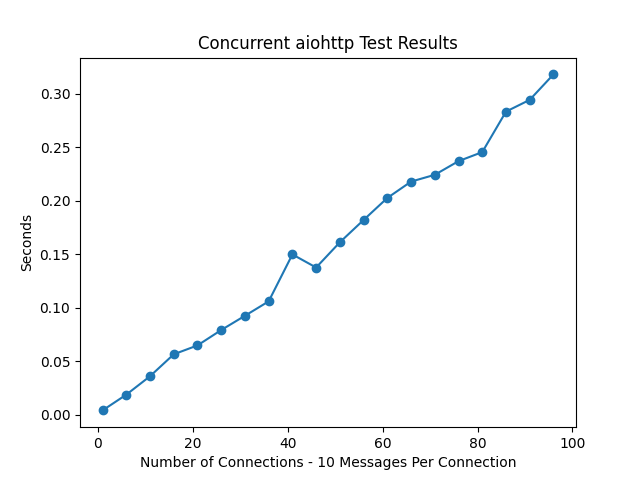 Concurrent aiohttp Test Results
0.30
0.25
0.20
0.15
0.10
0.05
0.00
Seconds
0 20 40 60 80 100
Number of Connections - 10 Messages Per Connection